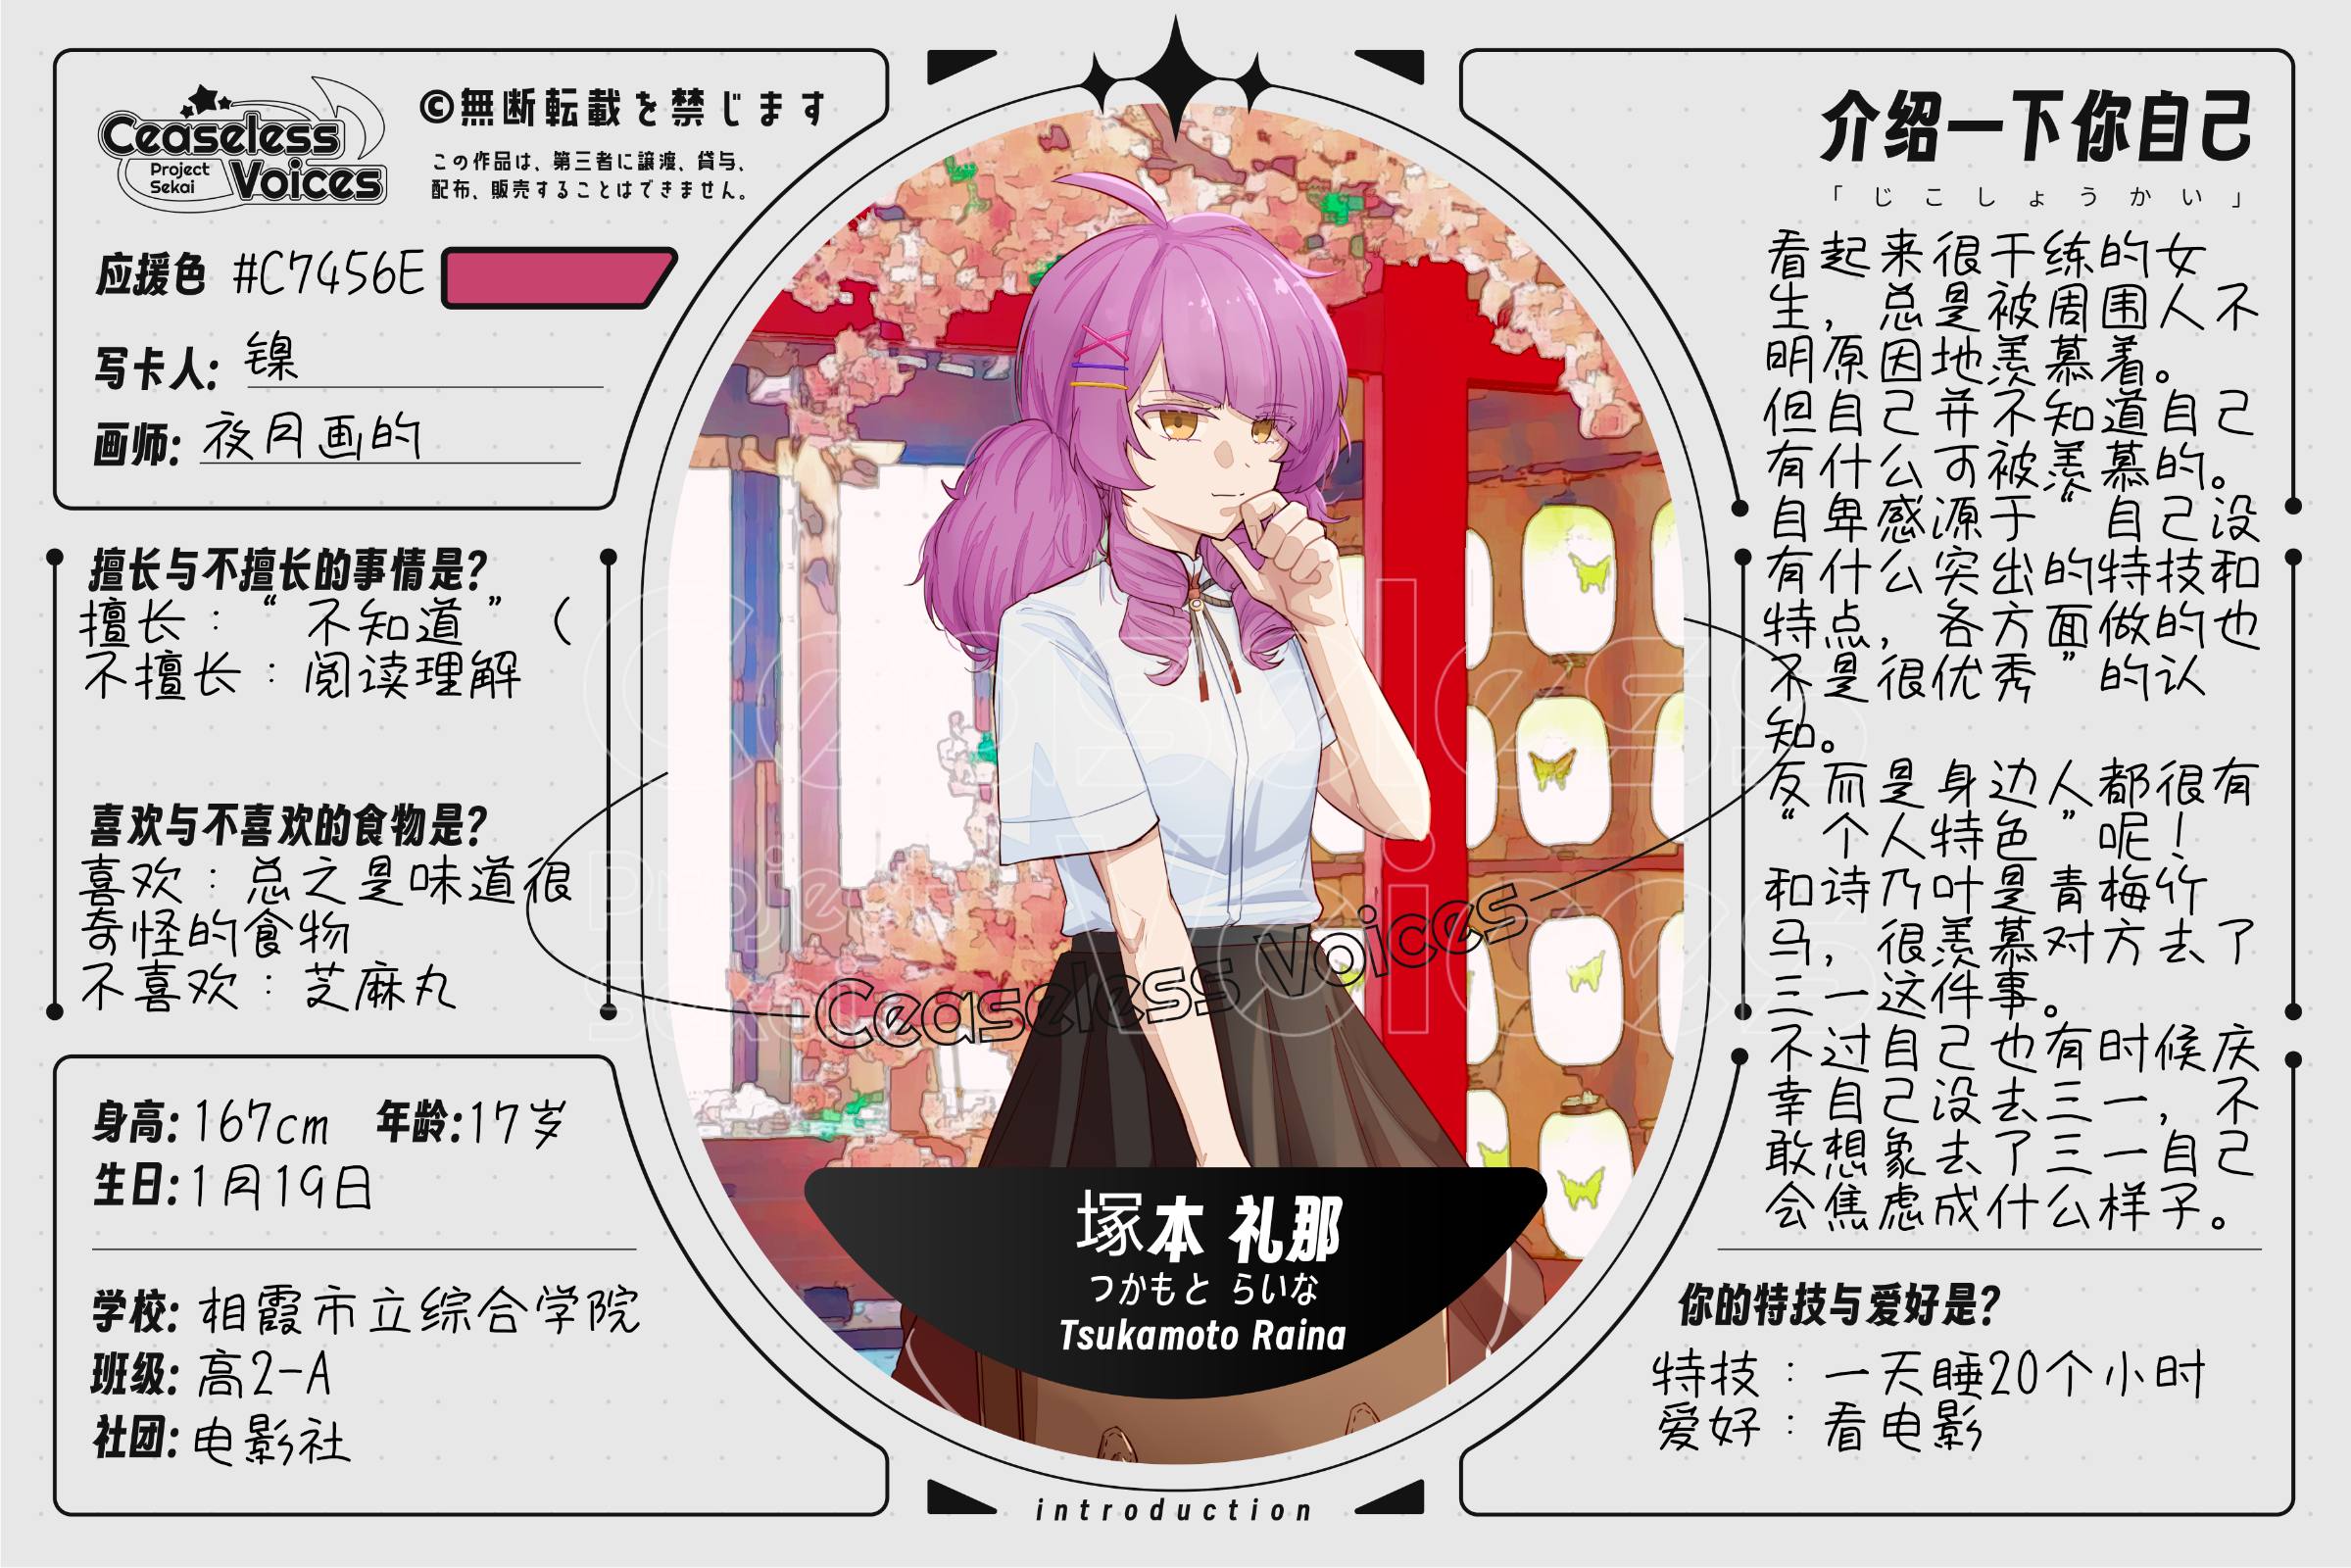 Ceaseless
Project
Sekai
Voices
©無断転載を禁じます
この作品は、第三者に譲渡、貸与、
配布、販売することはできません。
应援色 #C7456E
写卡人: 镍
画师: 夜月画的
擅长与不擅长的事情是?
擅长：“不知道”（
不擅长：阅读理解
喜欢与不喜欢的食物是?
喜欢：总之是味道很
奇怪的食物
不喜欢：芝麻丸
身高: 167cm 年龄: 17岁
生日: 1月19日
学校: 相霞市立综合学院
班级: 高2-A
社团: 电影社
Ceaseless Voices
Ceaseless
Project
Sekai
Voices
塚本 礼那
つかもと らいな
Tsukamoto Raina
introduction
介绍一下你自己
「じこしょうかい」
看起来很干练的女
生，总是被周围人不
明原因地羡慕着。
但自己并不知道自己
有什么可被羡慕的。
自卑感源于“自己没
有什么突出的特技和
特点，各方面做的也
不是很优秀”的认
知。
反而是身边人都很有
“个人特色”呢！
和诗乃叶是青梅竹
马，很羡慕对方去了
三一这件事。
不过自己也有时候庆
幸自己没去三一，不
敢想象去了三一自己
会焦虑成什么样子。
你的特技与爱好是?
特技：一天睡20个小时
爱好：看电影